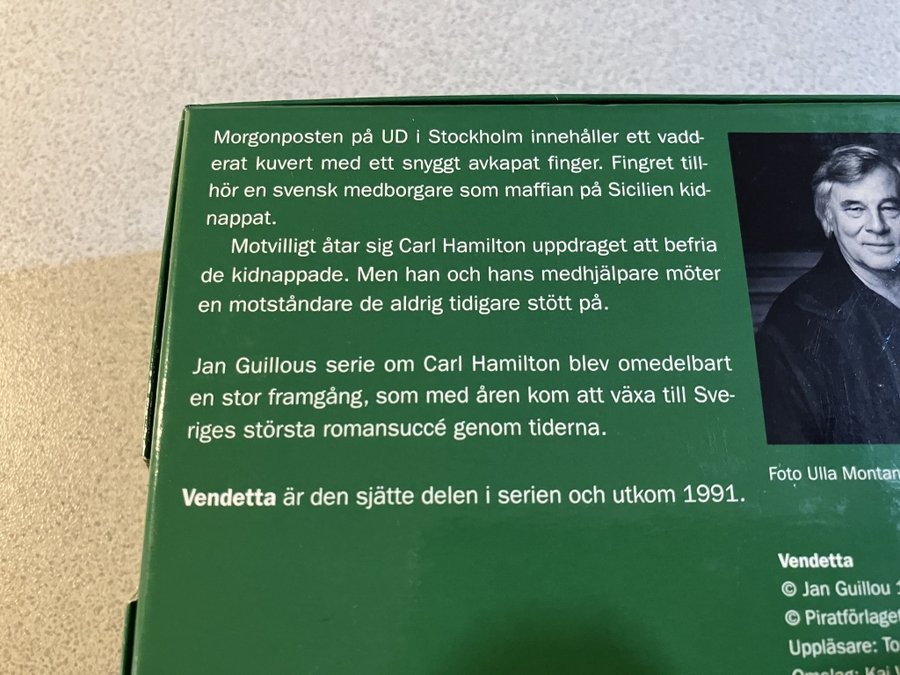 Morgonposten på UD i Stockholm innehåller ett vadd-
erat kuvert med ett snyggt avkapat finger. Fingret till-
hör en svensk medborgare som maffian på Sicilien kid-
nappat.
Motvilligt åtar sig Carl Hamilton uppdraget att befria
de kidnappade. Men han och hans medhjälpare möter
en motståndare de aldrig tidigare stött på.
Jan Guillous serie om Carl Hamilton blev omedelbart
en stor framgång, som med åren kom att växa till Sve-
riges största romansuccé genom tiderna.
Vendetta är den sjätte delen i serien och utkom 1991.
Foto Ulla Montan
Vendetta
© Jan Guillou
© Piratförlaget
Uppläsare: To
Omslag: Kai